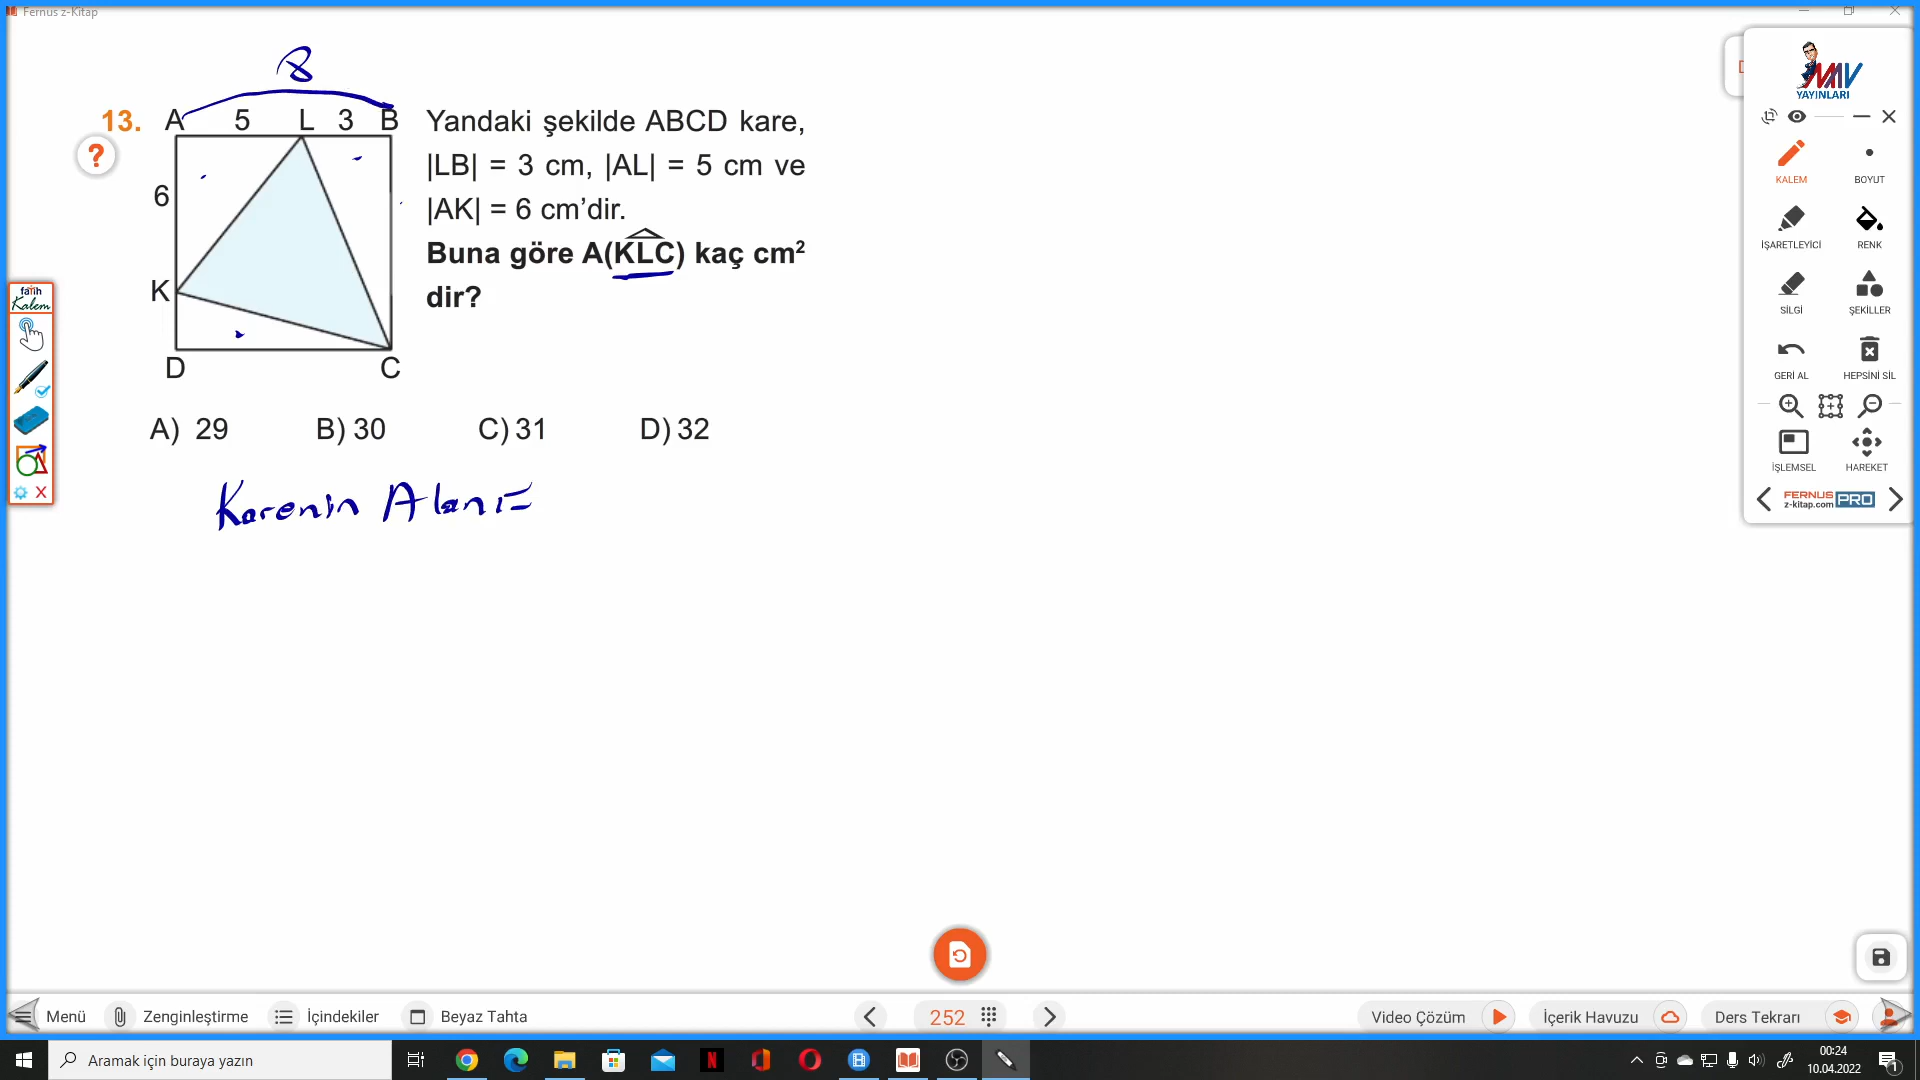 Fernus z-Kitap
8
13. A 5 L 3 B
6
K
D C
Yandaki şekilde ABCD kare,
|LB| = 3 cm, |AL| = 5 cm ve
|AK| = 6 cm’dir.
Buna göre A(KLC) kaç cm²
dir?
A) 29 B) 30 C) 31 D) 32
Karenin Alanı=
?
fatih
Kalem
MAV
YAYINLARI
KALEM BOYUT
İŞARETLEYİCİ RENK
SİLGİ ŞEKİLLER
GERİ AL HEPSİNİ SİL
İŞLEMSEL HAREKET
FERNUS PRO
z-kitap.com
Menü Zenginleştirme İçindekiler Beyaz Tahta 252 Video Çözüm İçerik Havuzu Ders Tekrarı
Aramak için buraya yazın
00:24
10.04.2022
1